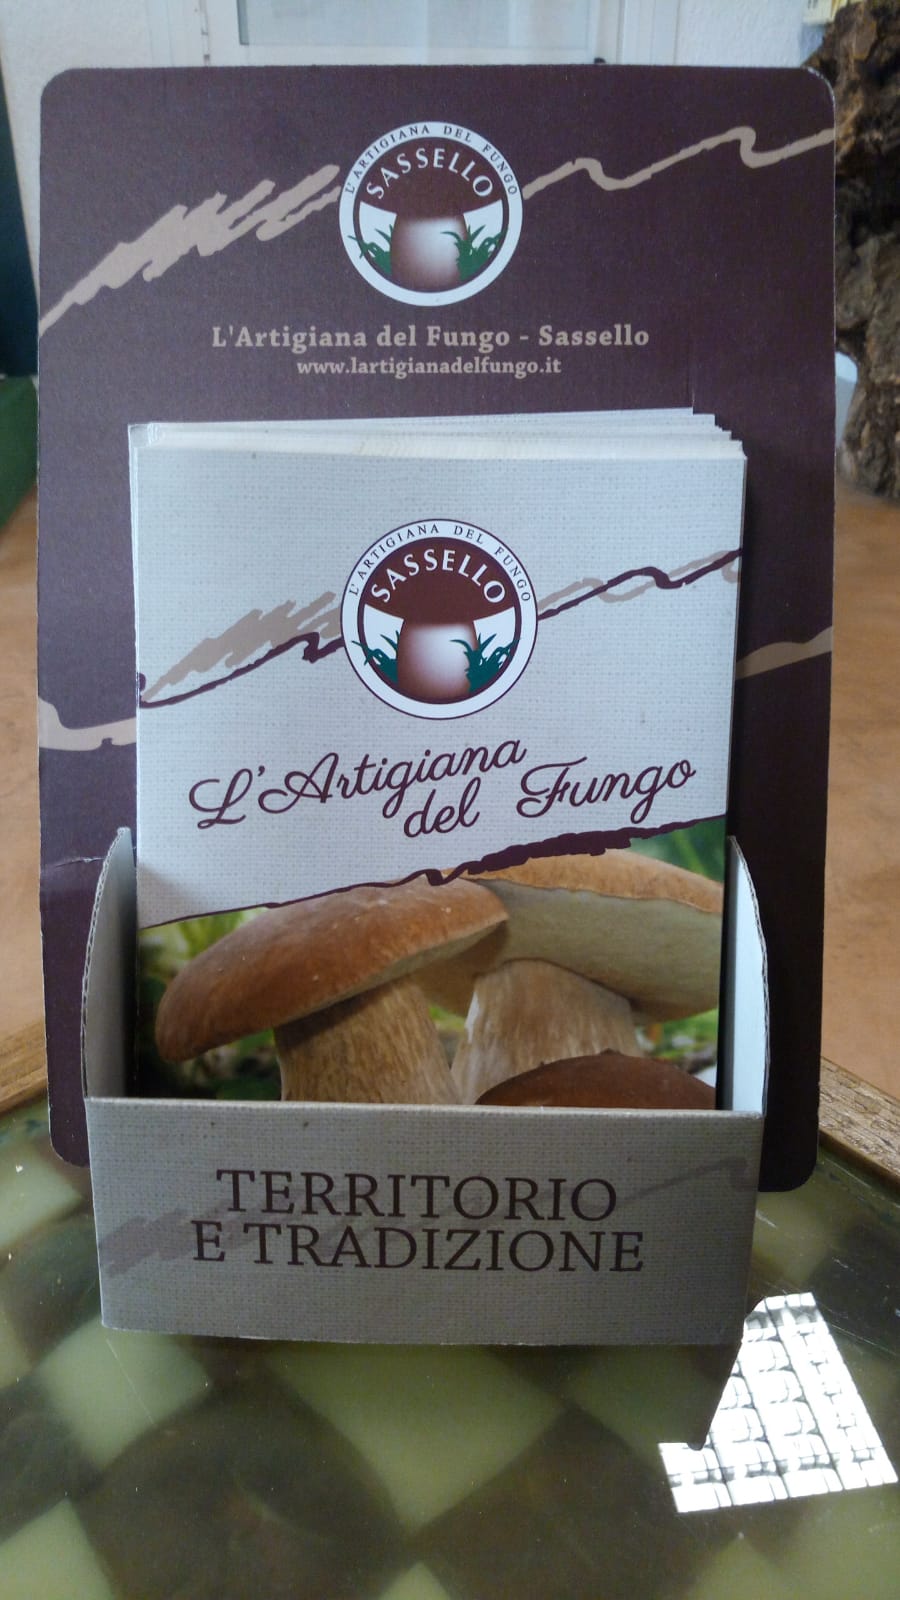 L'ARTIGIANA DEL FUNGO
SASSELLO
L'Artigiana del Fungo - Sassello
www.lartigianadelfungo.it
L'ARTIGIANA DEL FUNGO
SASSELLO
L'Artigiana
del Fungo
TERRITORIO
E TRADIZIONE